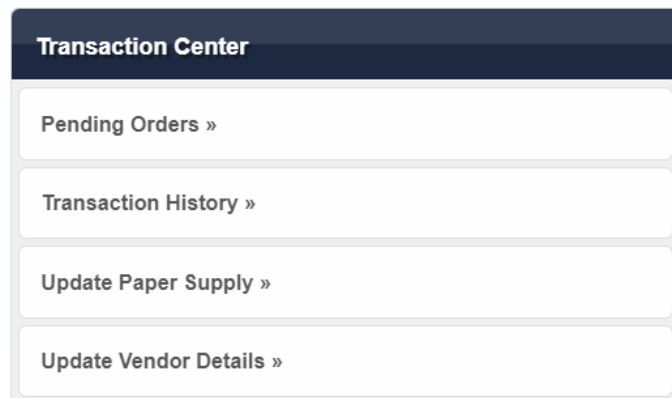 Transaction Center
Pending Orders »
Transaction History »
Update Paper Supply »
Update Vendor Details »